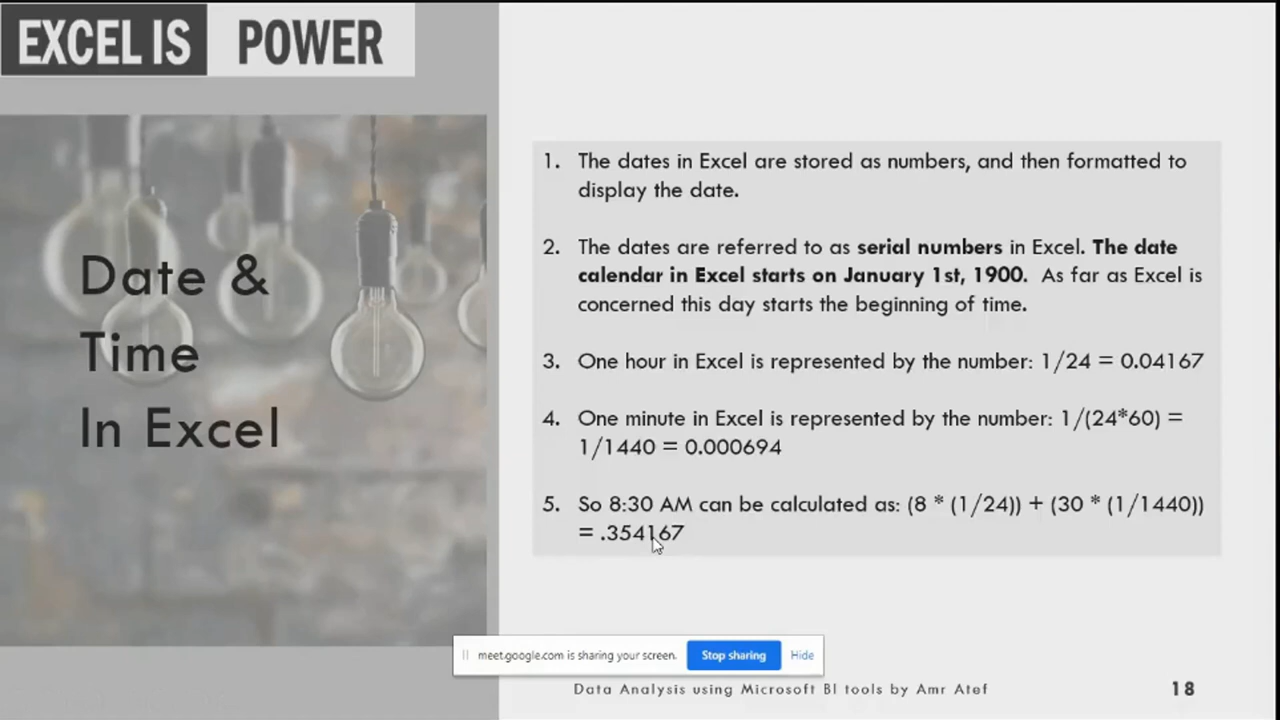 EXCEL IS POWER
Date &
Time
In Excel
1. The dates in Excel are stored as numbers, and then formatted to
display the date.
2. The dates are referred to as serial numbers in Excel. The date
calendar in Excel starts on January 1st, 1900. As far as Excel is
concerned this day starts the beginning of time.
3. One hour in Excel is represented by the number: 1/24 = 0.04167
4. One minute in Excel is represented by the number: 1/(24*60) =
1/1440 = 0.000694
5. So 8:30 AM can be calculated as: (8 * (1/24)) + (30 * (1/1440))
= .354167
meet.google.com is sharing your screen. Stop sharing Hide
Data Analysis using Microsoft BI tools by Amr Atef 18